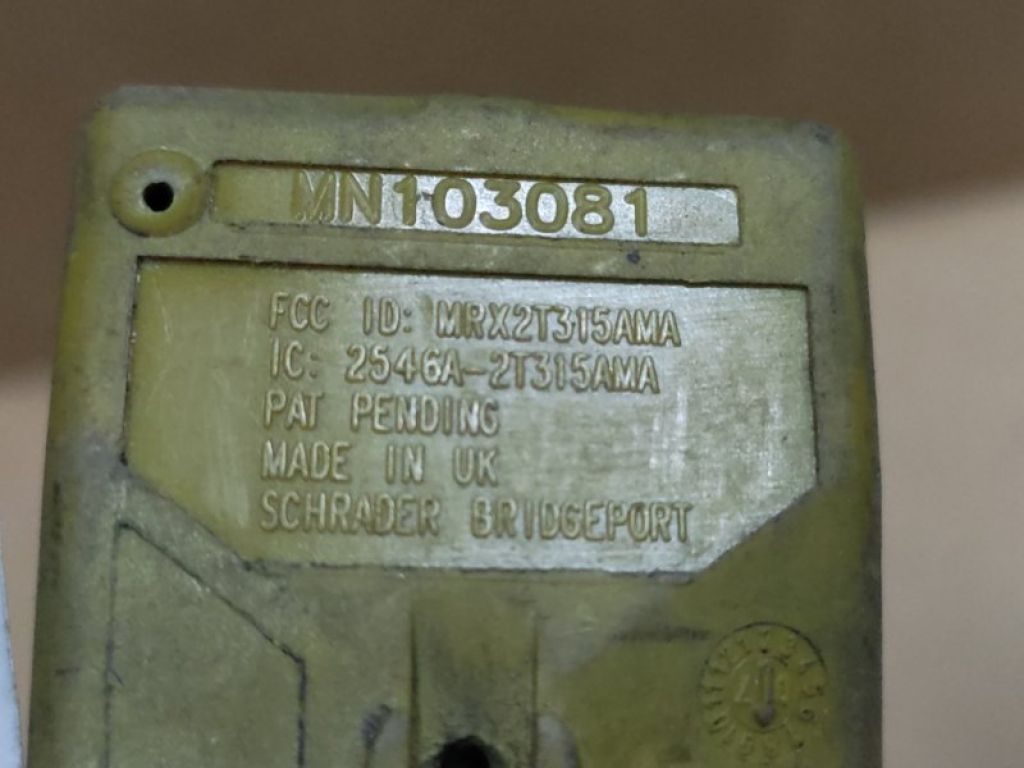 MN103081
FCC ID: MRX2T315AMA
IC: 2546A-2T315AMA
PAT PENDING
MADE IN UK
SCHRADER BRIDGEPORT